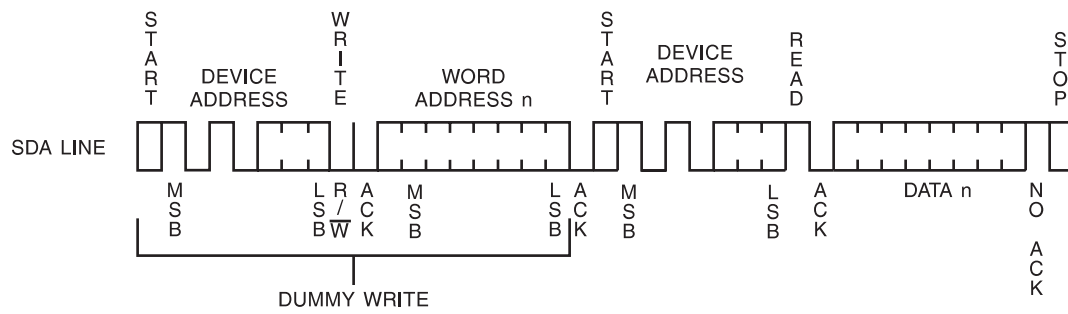 START
WRITE
START
READ
STOP
DEVICE
ADDRESS
WORD
ADDRESS n
DEVICE
ADDRESS
SDA LINE
MSB
LSB
R/W
ACK
MSB
LSB
ACK
MSB
LSB
ACK
DATA n
NO ACK
DUMMY WRITE